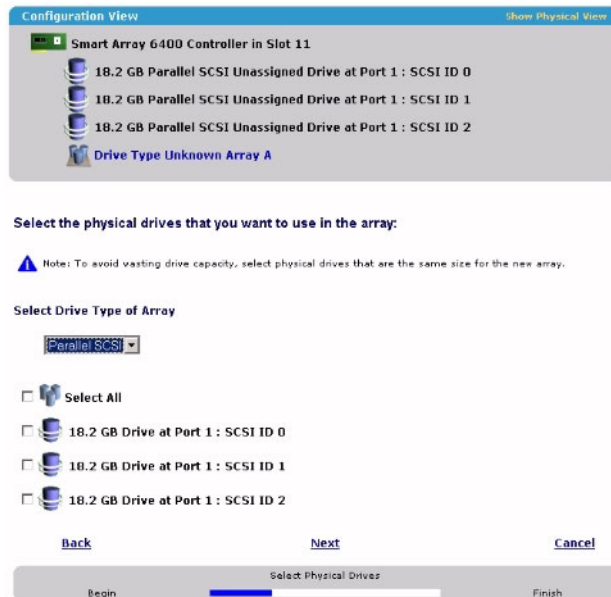 Configuration View
Show Physical View
Smart Array 6400 Controller in Slot 11
18.2 GB Parallel SCSI Unassigned Drive at Port 1 : SCSI ID 0
18.2 GB Parallel SCSI Unassigned Drive at Port 1 : SCSI ID 1
18.2 GB Parallel SCSI Unassigned Drive at Port 1 : SCSI ID 2
Drive Type Unknown Array A
Select the physical drives that you want to use in the array:
Note: To avoid wasting drive capacity, select physical drives that are the same size for the new array.
Select Drive Type of Array
Parallel SCSI
Select All
18.2 GB Drive at Port 1 : SCSI ID 0
18.2 GB Drive at Port 1 : SCSI ID 1
18.2 GB Drive at Port 1 : SCSI ID 2
Back
Next
Cancel
Select Physical Drives
Begin
Finish